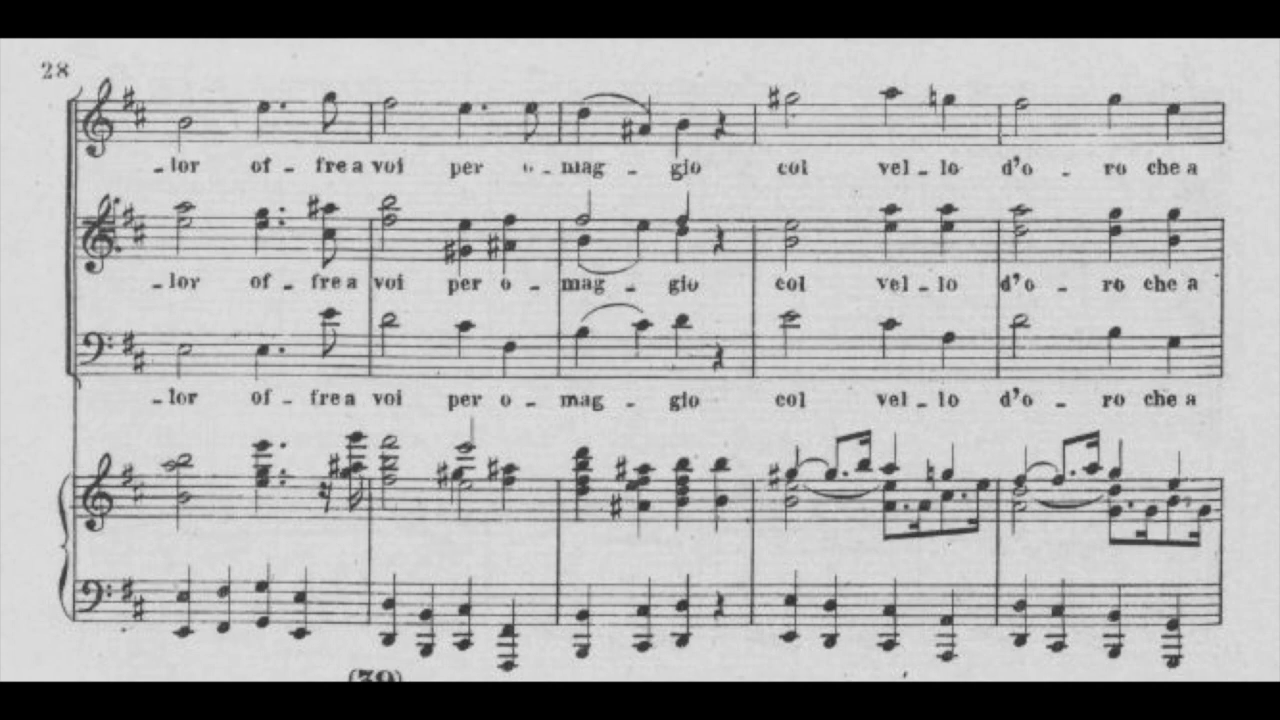 28
-lor of - fre a voi per o - mag - gio col vel - lo d'o - ro che a
-lor of - fre a voi per o - mag - gio col vel - lo d'o - ro che a
-lor of - fre a voi per o - mag - gio col vel - lo d'o - ro che a
(39)